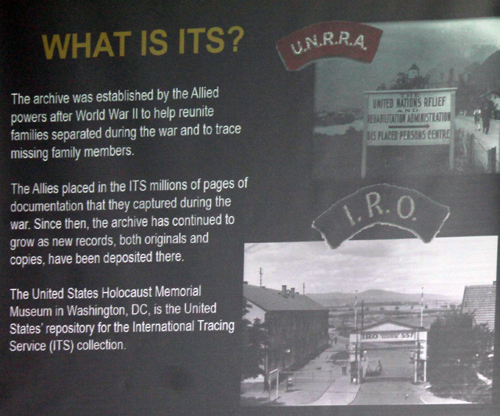 WHAT IS ITS?
U.N.R.R.A.
The archive was established by the Allied
powers after World War II to help reunite
families separated during the war and to trace
missing family members.
UNITED NATIONS RELIEF
AND
REHABILITATION ADMINISTRATION
DISPLACED PERSONS CENTRE
The Allies placed in the ITS millions of pages of
documentation that they captured during the
war. Since then, the archive has continued to
grow as new records, both originals and
copies, have been deposited there.
I.R.O.
The United States Holocaust Memorial
Museum in Washington, DC, is the United
States' repository for the International Tracing
Service (ITS) collection.